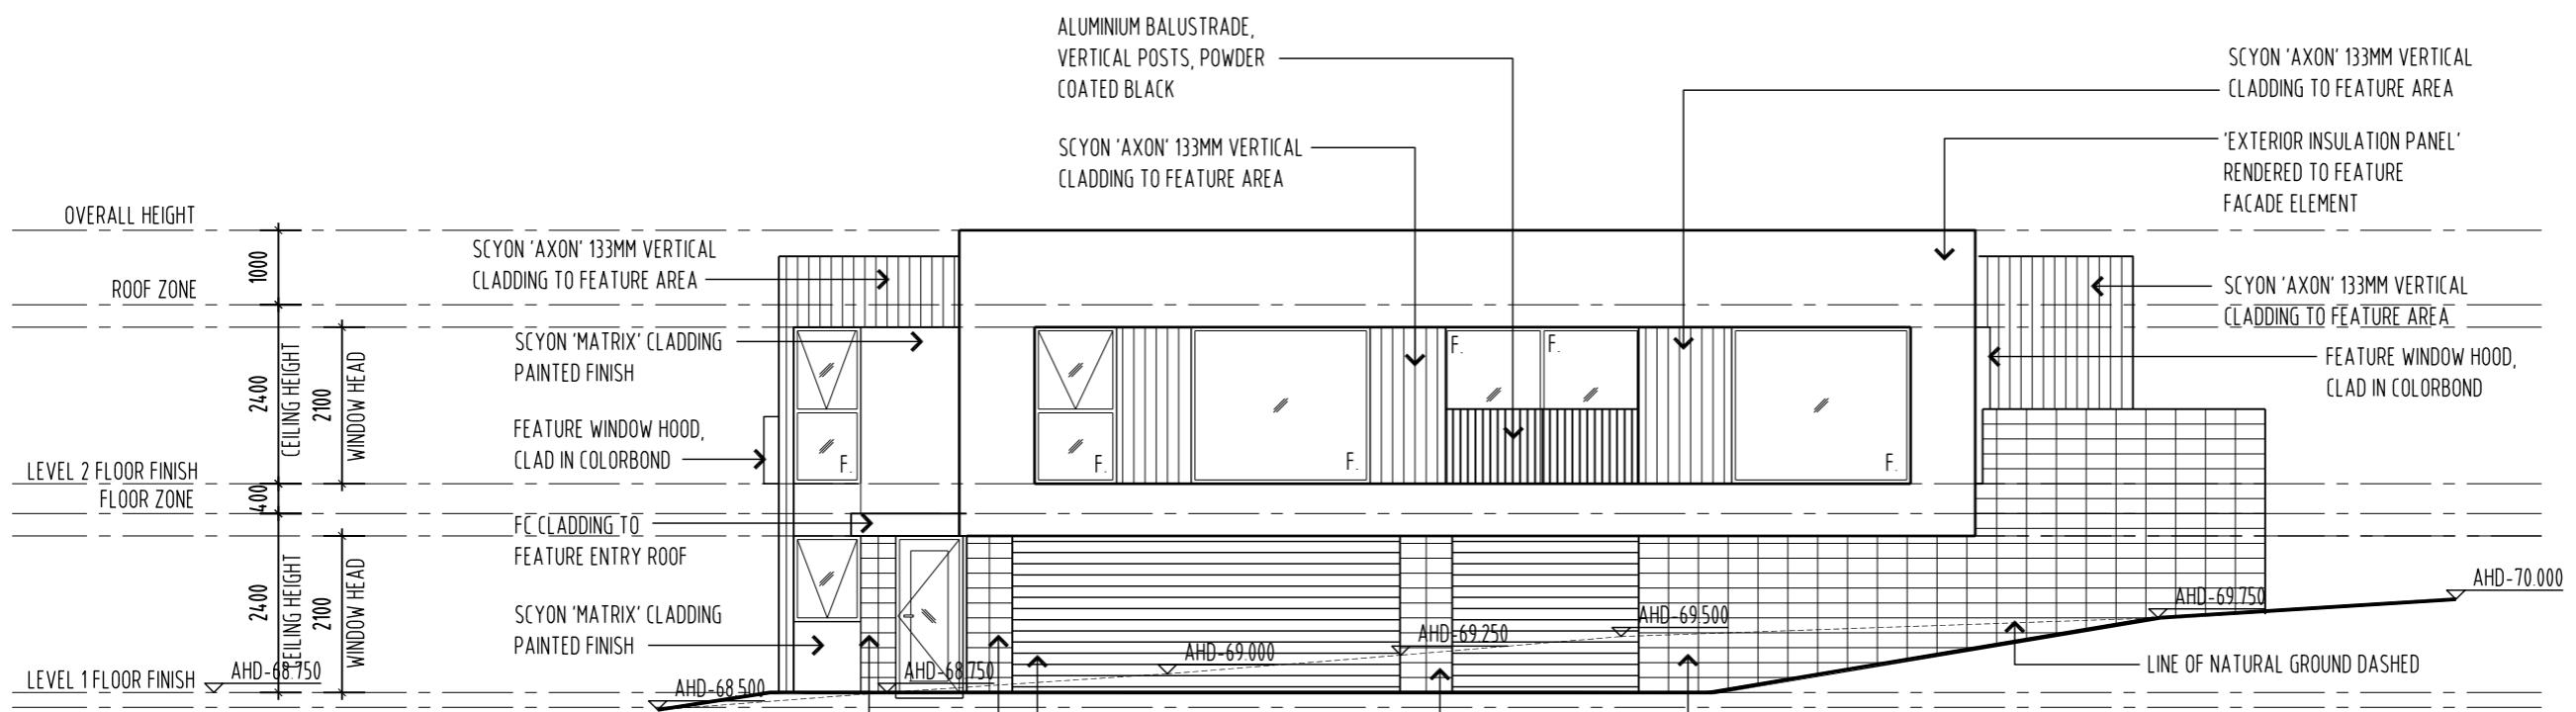 ALUMINIUM BALUSTRADE,
VERTICAL POSTS, POWDER
COATED BLACK
SCYON 'AXON' 133MM VERTICAL
CLADDING TO FEATURE AREA
SCYON 'AXON' 133MM VERTICAL
CLADDING TO FEATURE AREA
'EXTERIOR INSULATION PANEL'
RENDERED TO FEATURE
FACADE ELEMENT
OVERALL HEIGHT
1000
ROOF ZONE
SCYON 'AXON' 133MM VERTICAL
CLADDING TO FEATURE AREA
SCYON 'AXON' 133MM VERTICAL
CLADDING TO FEATURE AREA
SCYON 'MATRIX' CLADDING
PAINTED FINISH
FEATURE WINDOW HOOD,
CLAD IN COLORBOND
2400
CEILING HEIGHT
2100
WINDOW HEAD
FEATURE WINDOW HOOD,
CLAD IN COLORBOND
F.
F.
F.
F.
F.
F.
LEVEL 2 FLOOR FINISH
FLOOR ZONE
400
FC CLADDING TO
FEATURE ENTRY ROOF
2400
CEILING HEIGHT
2100
WINDOW HEAD
SCYON 'MATRIX' CLADDING
PAINTED FINISH
LEVEL 1 FLOOR FINISH
AHD-68.750
AHD-68.500
AHD-68.750
AHD-69.000
AHD-69.250
AHD-69.500
AHD-69.750
AHD-70.000
LINE OF NATURAL GROUND DASHED